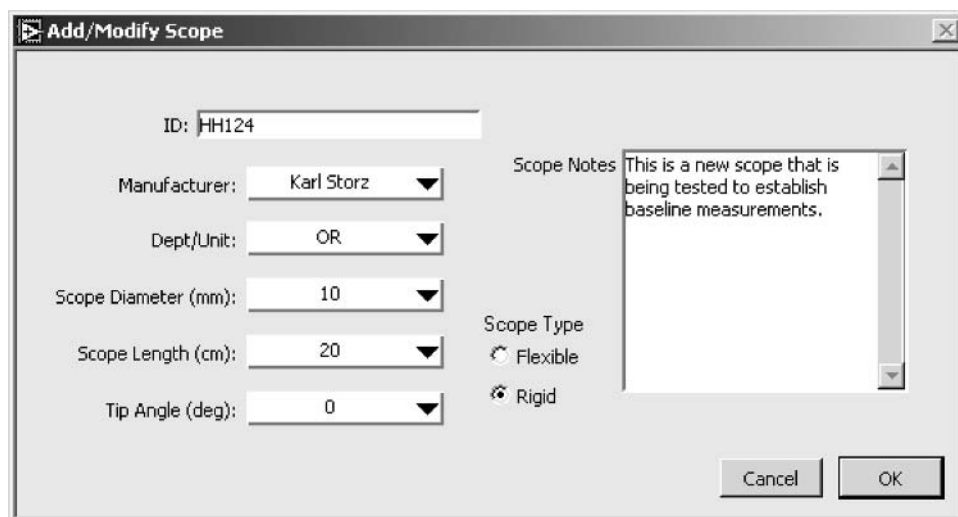 Add/Modify Scope
ID: HH124
Manufacturer: Karl Storz
Dept/Unit: OR
Scope Diameter (mm): 10
Scope Length (cm): 20
Tip Angle (deg): 0
Scope Notes
This is a new scope that is
being tested to establish
baseline measurements.
Scope Type
Flexible
Rigid
Cancel
OK